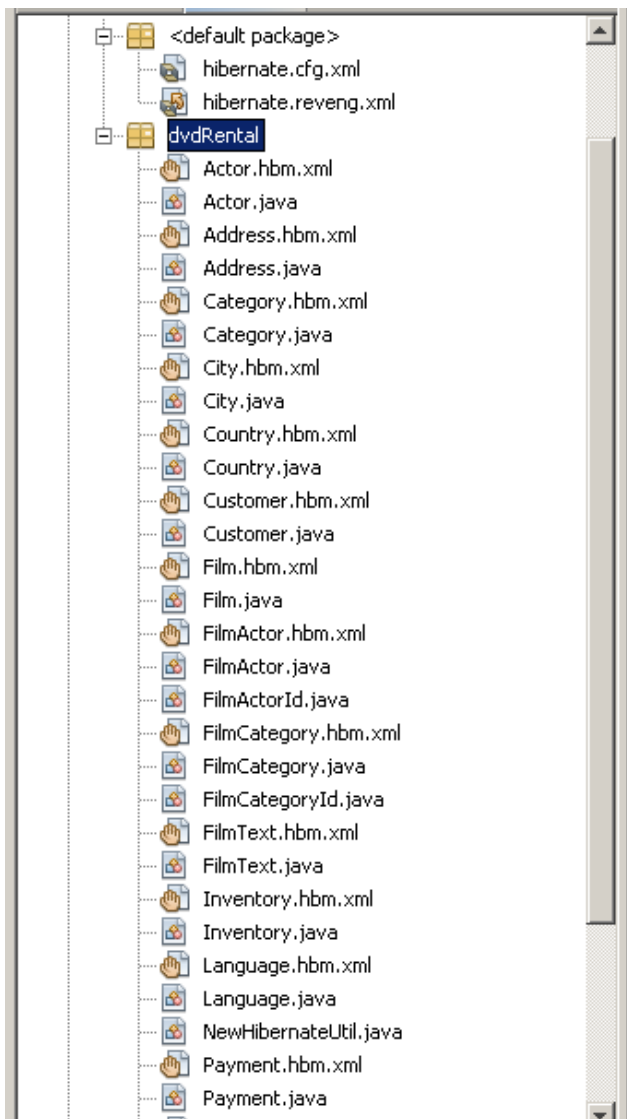 <default package>
hibernate.cfg.xml
hibernate.reveng.xml
dvdRental
Actor.hbm.xml
Actor.java
Address.hbm.xml
Address.java
Category.hbm.xml
Category.java
City.hbm.xml
City.java
Country.hbm.xml
Country.java
Customer.hbm.xml
Customer.java
Film.hbm.xml
Film.java
FilmActor.hbm.xml
FilmActor.java
FilmActorId.java
FilmCategory.hbm.xml
FilmCategory.java
FilmCategoryId.java
FilmText.hbm.xml
FilmText.java
Inventory.hbm.xml
Inventory.java
Language.hbm.xml
Language.java
NewHibernateUtil.java
Payment.hbm.xml
Payment.java